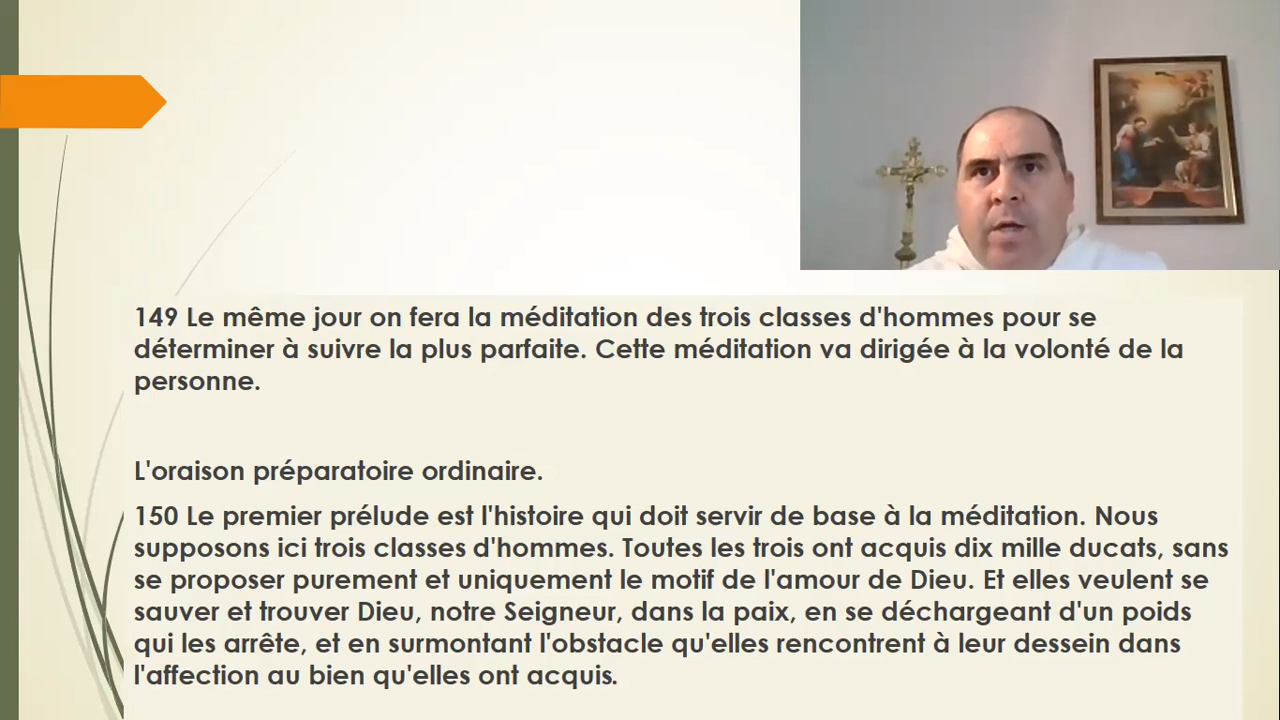 149 Le même jour on fera la méditation des trois classes d'hommes pour se
déterminer à suivre la plus parfaite. Cette méditation va dirigée à la volonté de la
personne.
L'oraison préparatoire ordinaire.
150 Le premier prélude est l'histoire qui doit servir de base à la méditation. Nous
supposons ici trois classes d'hommes. Toutes les trois ont acquis dix mille ducats, sans
se proposer purement et uniquement le motif de l'amour de Dieu. Et elles veulent se
sauver et trouver Dieu, notre Seigneur, dans la paix, en se déchargeant d'un poids
qui les arrête, et en surmontant l'obstacle qu'elles rencontrent à leur dessein dans
l'affection au bien qu'elles ont acquis.